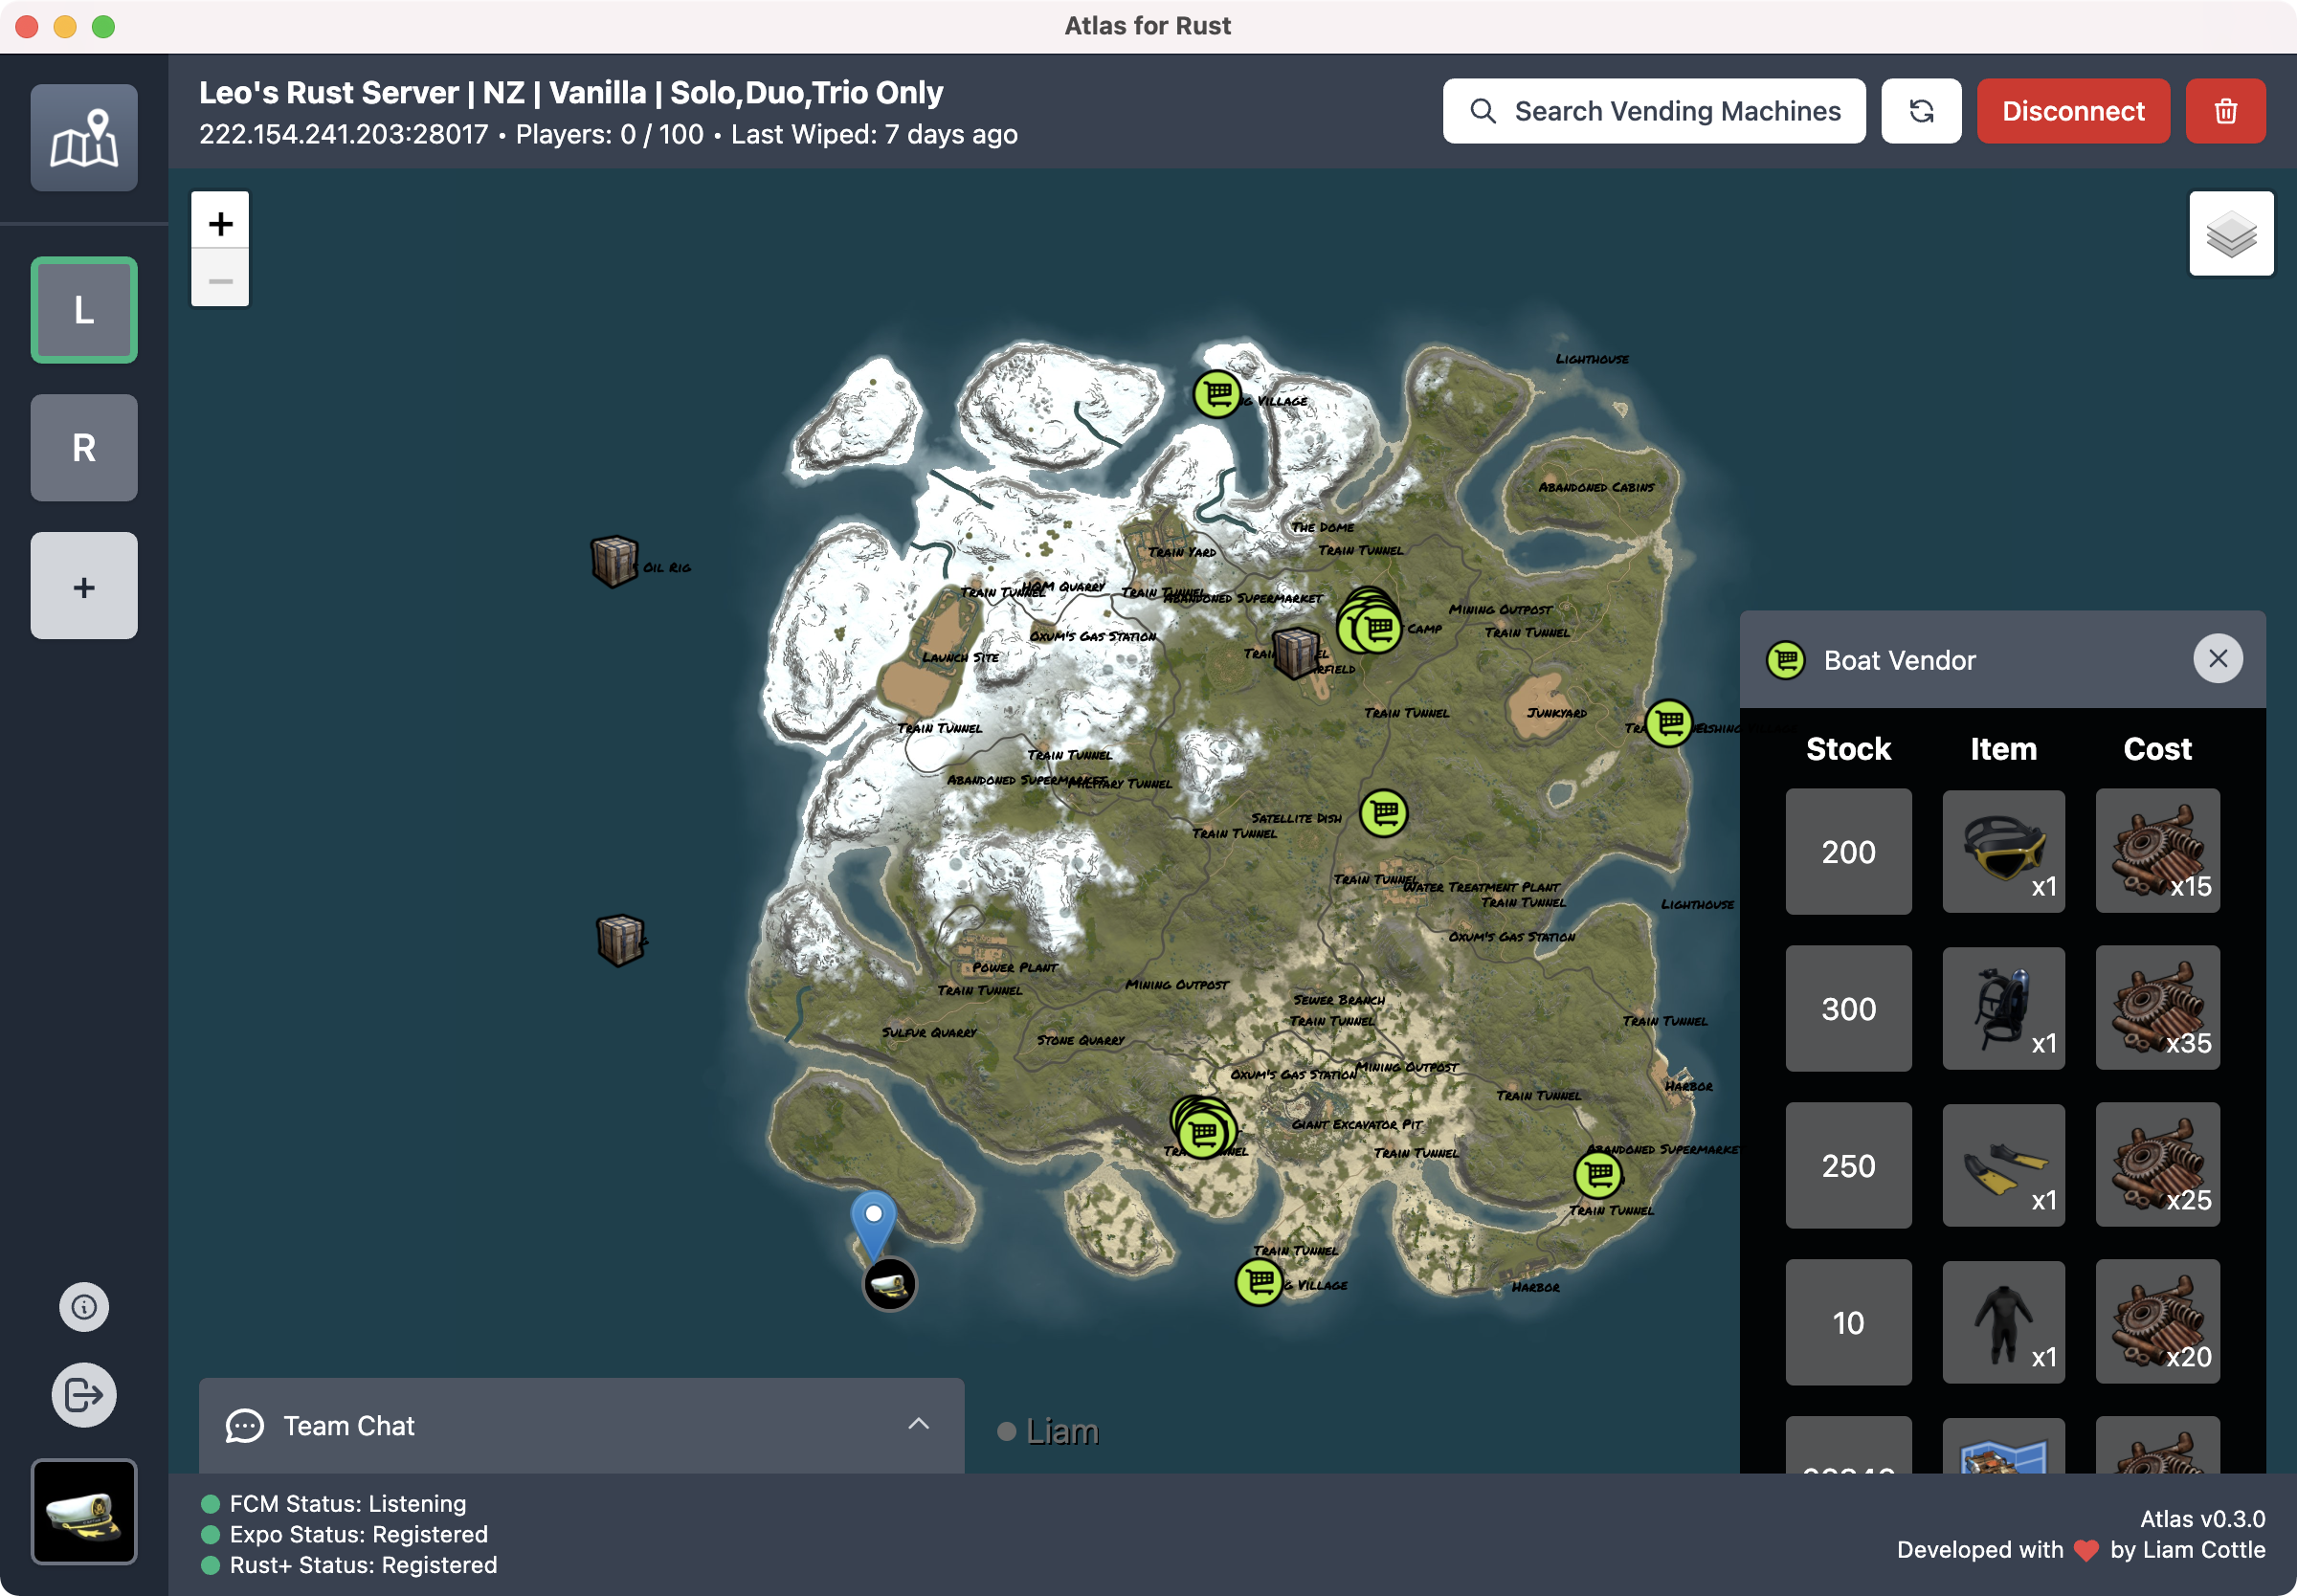 Atlas for Rust
Leo's Rust Server | NZ | Vanilla | Solo,Duo,Trio Only
222.154.241.203:28017 • Players: 0 / 100 • Last Wiped: 7 days ago
Search Vending Machines
Disconnect
L
R
+
+
−
Lighthouse
Village
Abandoned Cabins
The Dome
Train Yard
Train Tunnel
Oil Rig
Train Tunnel
HQM Quarry
Train Tunnel
Abandoned Supermarket
Mining Outpost
Oxum's Gas Station
Camp
Train Tunnel
Launch Site
Train Tunnel
Junkyard
Train Tunnel
Train Tunnel
Abandoned Supermarket
Military Tunnel
Satellite Dish
Train Tunnel
Train Tunnel
Water Treatment Plant
Train Tunnel
Lighthouse
Oxum's Gas Station
Power Plant
Train Tunnel
Mining Outpost
Sewer Branch
Train Tunnel
Train Tunnel
Sulfur Quarry
Stone Quarry
Oxum's Gas Station
Mining Outpost
Harbor
Train Tunnel
Giant Excavator Pit
Train Tunnel
Abandoned Supermarket
Train Tunnel
Train Tunnel
Village
Harbor
Boat Vendor
Stock Item Cost
200 x1 x15
300 x1 x35
250 x1 x25
10 x1 x20
Team Chat
Liam
FCM Status: Listening
Expo Status: Registered
Rust+ Status: Registered
Atlas v0.3.0
Developed with ❤ by Liam Cottle